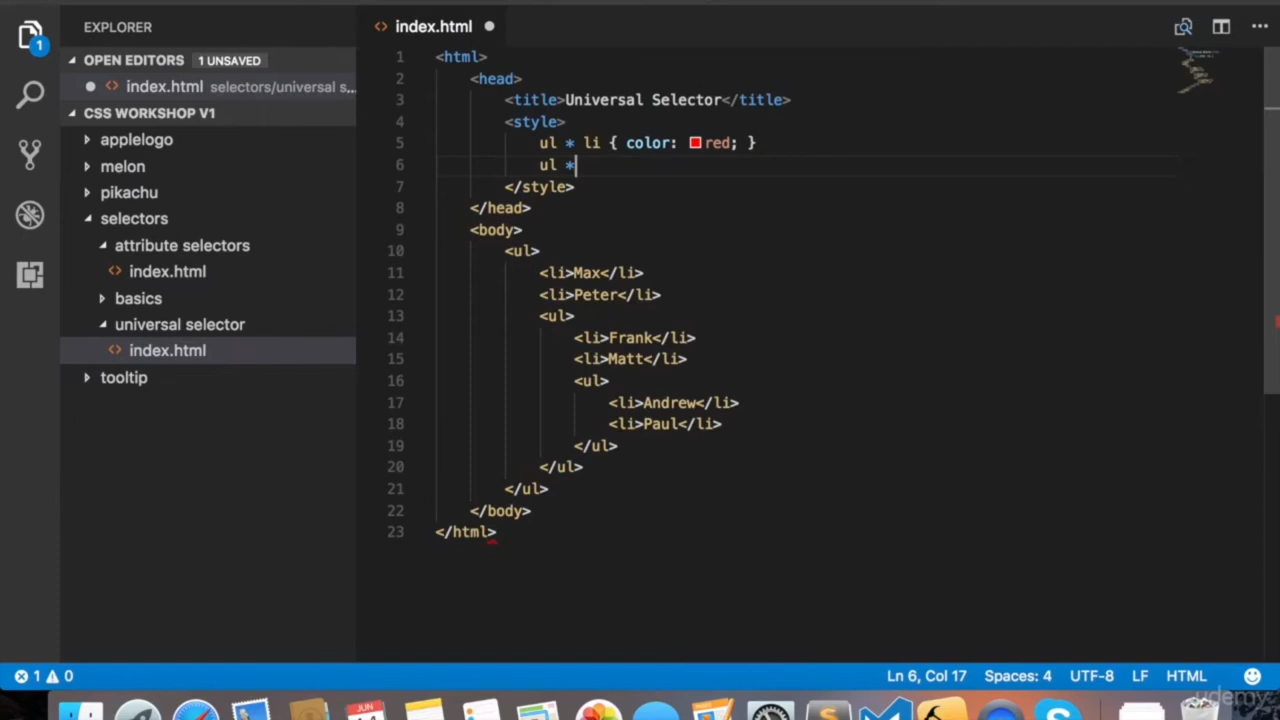 EXPLORER
OPEN EDITORS 1 UNSAVED
index.html selectors/universal s...
CSS WORKSHOP V1
applelogo
melon
pikachu
selectors
attribute selectors
index.html
basics
universal selector
index.html
tooltip
1
index.html
1 <html>
2 <head>
3 <title>Universal Selector</title>
4 <style>
5 ul * li { color: red; }
6 ul *
7 </style>
8 </head>
9 <body>
10 <ul>
11 <li>Max</li>
12 <li>Peter</li>
13 <ul>
14 <li>Frank</li>
15 <li>Matt</li>
16 <ul>
17 <li>Andrew</li>
18 <li>Paul</li>
19 </ul>
20 </ul>
21 </ul>
22 </body>
23 </html>
1 0 Ln 6, Col 17 Spaces: 4 UTF-8 LF HTML
JUN
udemy